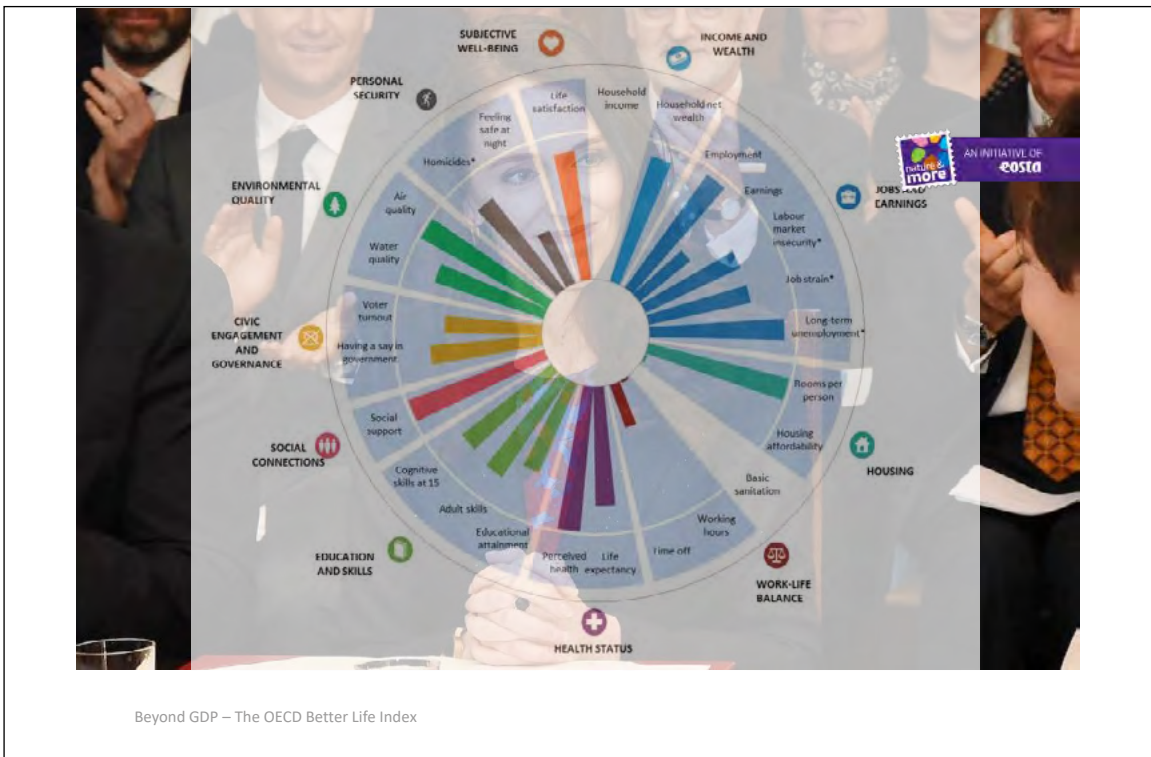 SUBJECTIVE
WELL-BEING
INCOME AND
WEALTH
PERSONAL
SECURITY
Life
satisfaction
Household
income
Household net
wealth
Feeling
safe at
night
Homicides*
Employment
nature &
more
AN INITIATIVE OF
eosta
ENVIRONMENTAL
QUALITY
Air
quality
Earnings
JOBS AND
EARNINGS
Labour
market
insecurity*
Water
quality
Job strain*
Voter
turnout
Long-term
unemployment*
CIVIC
ENGAGEMENT
AND
GOVERNANCE
Having a say in
government
Rooms per
person
Social
support
Housing
affordability
SOCIAL
CONNECTIONS
HOUSING
Cognitive
skills at 15
Basic
sanitation
Adult skills
Working
hours
Educational
attainment
Time off
Perceived
health
Life
expectancy
EDUCATION
AND SKILLS
WORK-LIFE
BALANCE
HEALTH STATUS
Beyond GDP – The OECD Better Life Index